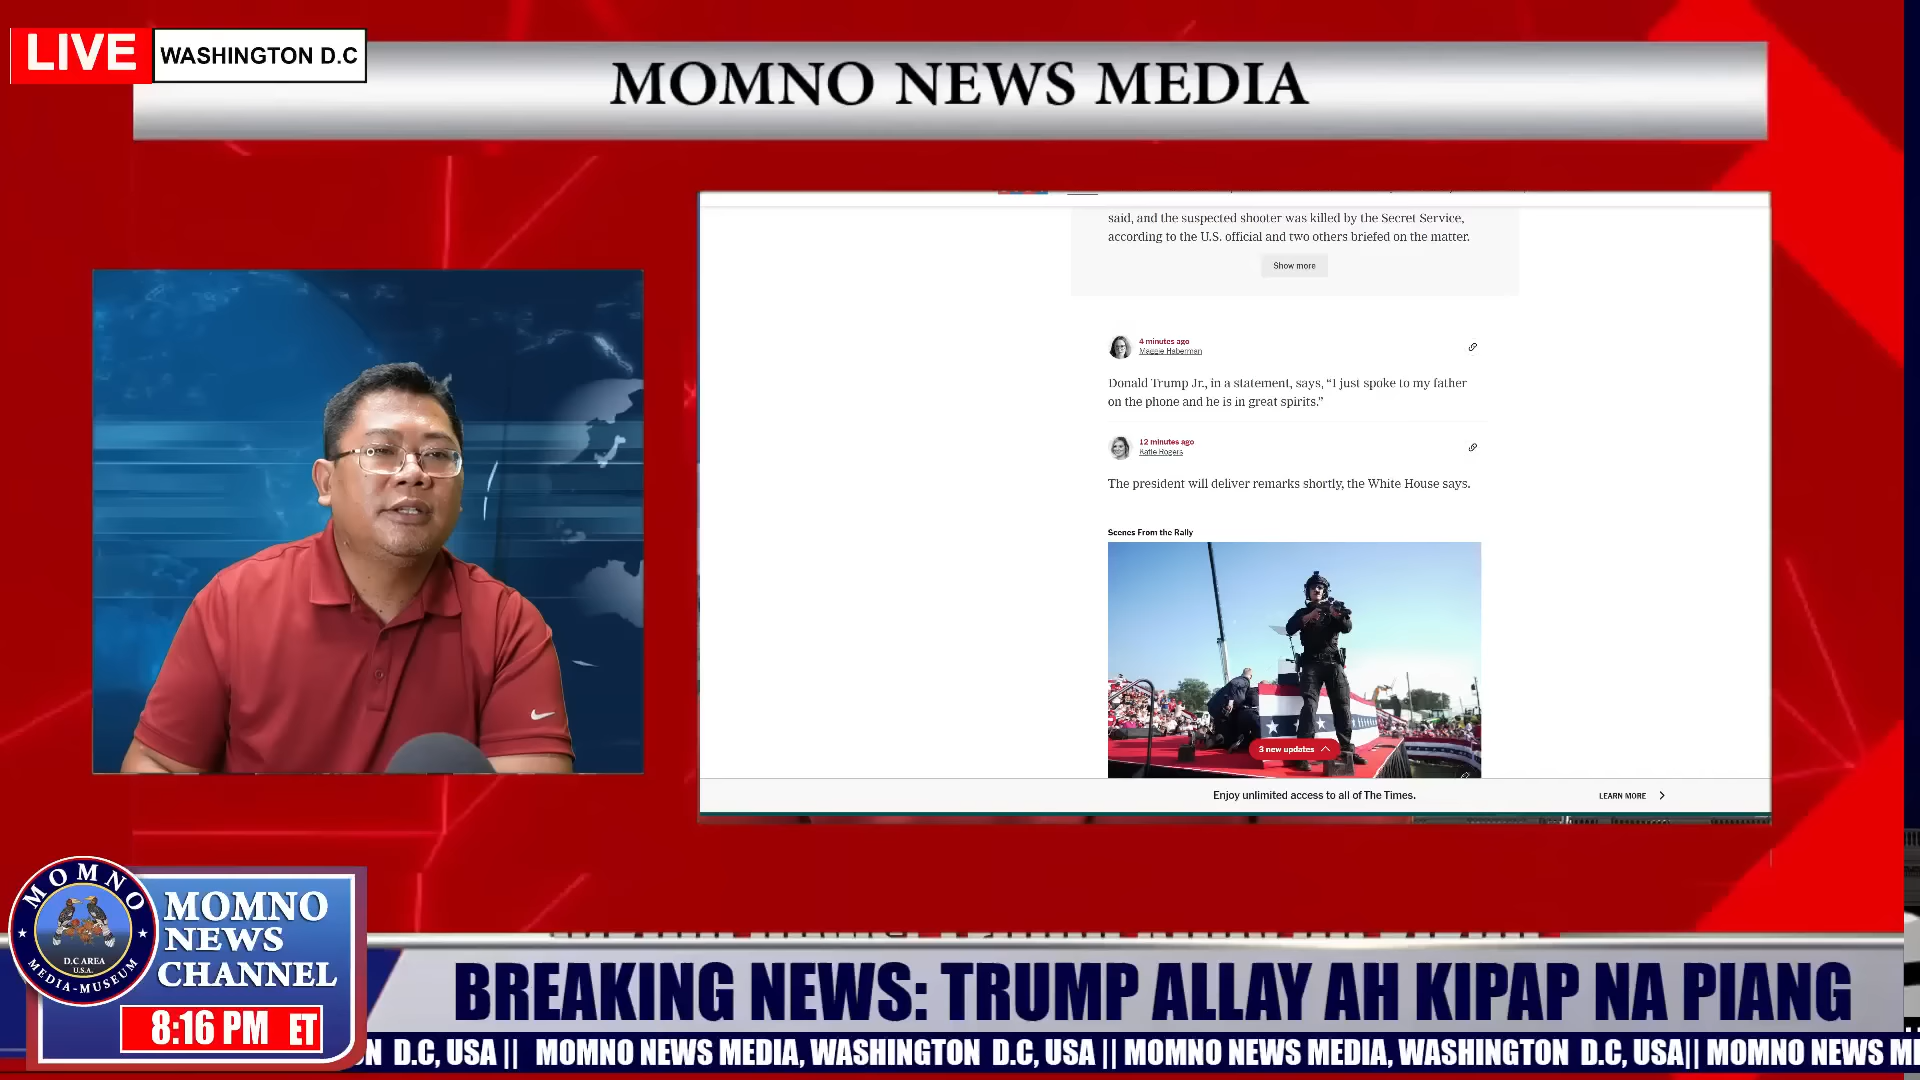 LIVE
WASHINGTON D.C
MOMNO NEWS MEDIA
said, and the suspected shooter was killed by the Secret Service,
according to the U.S. official and two others briefed on the matter.
Show more
4 minutes ago
Maggie Haberman
Donald Trump Jr., in a statement, says, “I just spoke to my father
on the phone and he is in great spirits.”
12 minutes ago
Katie Rogers
The president will deliver remarks shortly, the White House says.
Scenes From the Rally
3 new updates
Enjoy unlimited access to all of The Times.
LEARN MORE
MOMNO
D.C AREA
U.S.A.
MEDIA-MUSEUM
MOMNO
NEWS
CHANNEL
8:16 PM ET
BREAKING NEWS: TRUMP ALLAY AH KIPAP NA PIANG
N D.C, USA || MOMNO NEWS MEDIA, WASHINGTON D.C, USA || MOMNO NEWS MEDIA, WASHINGTON D.C, USA|| MOMNO NEWS